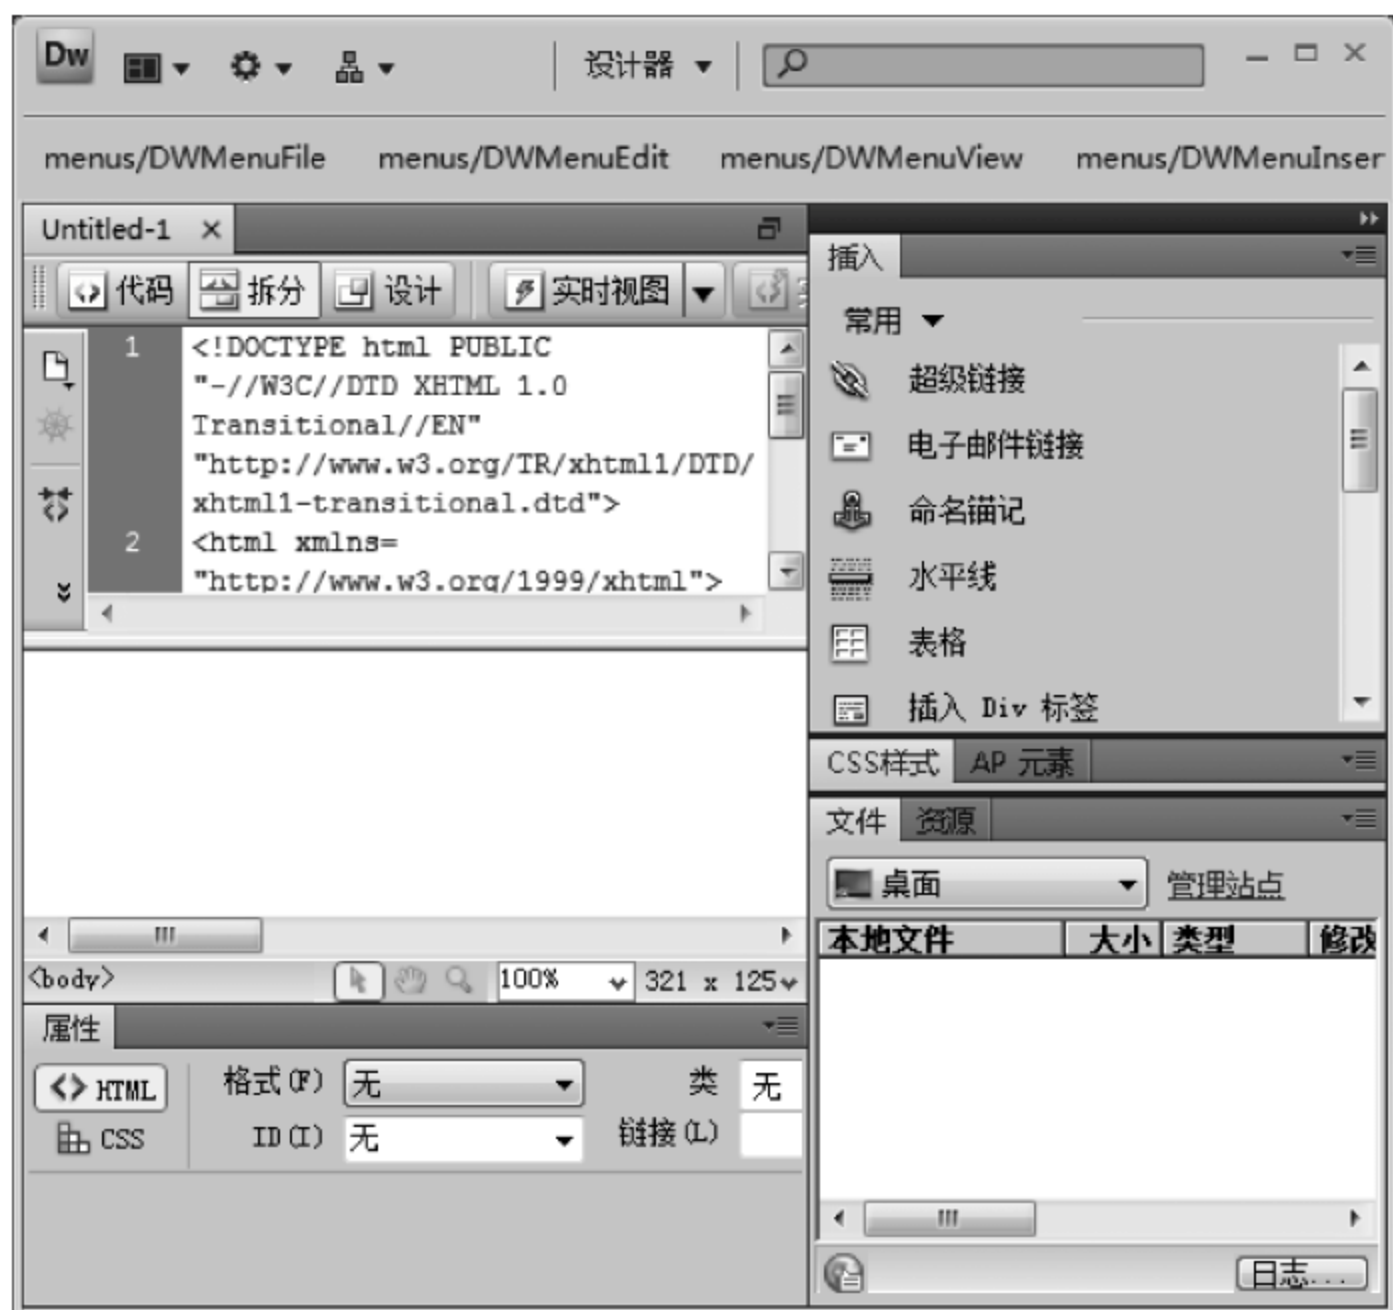 Dw
设计器
menus/DWMenuFile menus/DWMenuEdit menus/DWMenuView menus/DWMenuInser
Untitled-1
代码 拆分 设计 实时视图
1 <!DOCTYPE html PUBLIC
"-//W3C//DTD XHTML 1.0
Transitional//EN"
"http://www.w3.org/TR/xhtml1/DTD/
xhtml1-transitional.dtd">
2 <html xmlns=
"http://www.w3.org/1999/xhtml">
<body> 100% 321 x 125
属性
HTML 格式(F) 无 类 无
CSS ID(I) 无 链接(L)
插入
常用
超级链接
电子邮件链接
命名锚记
水平线
表格
插入 Div 标签
CSS样式 AP 元素
文件 资源
桌面 管理站点
本地文件 大小 类型 修改
日志...